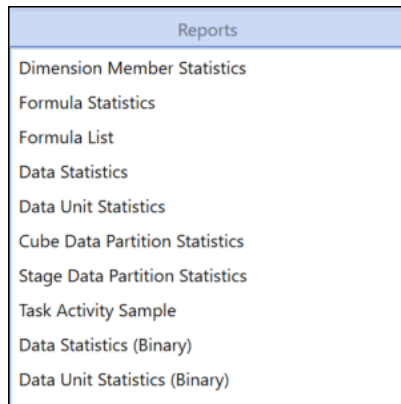 Reports
Dimension Member Statistics
Formula Statistics
Formula List
Data Statistics
Data Unit Statistics
Cube Data Partition Statistics
Stage Data Partition Statistics
Task Activity Sample
Data Statistics (Binary)
Data Unit Statistics (Binary)